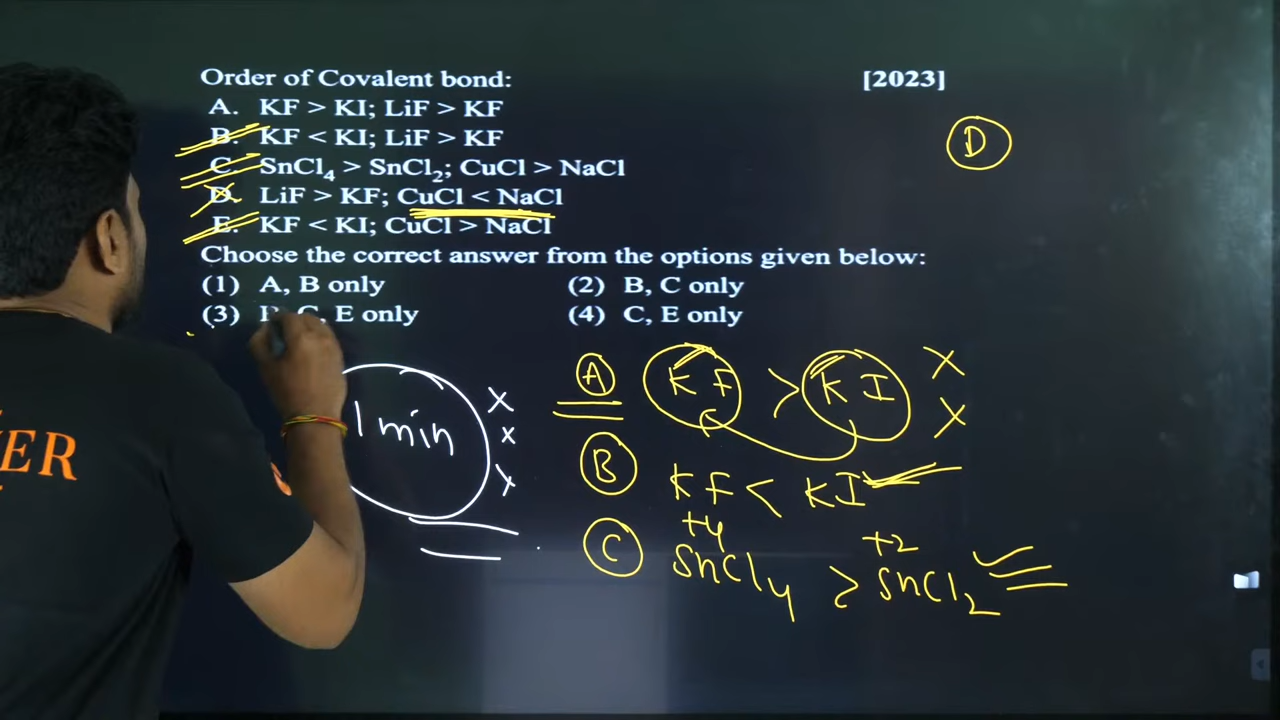 Order of Covalent bond: [2023]
A. KF > KI; LiF > KF
B. KF < KI; LiF > KF
C. SnCl₄ > SnCl₂; CuCl > NaCl
D. LiF > KF; CuCl < NaCl
E. KF < KI; CuCl > NaCl
Choose the correct answer from the options given below:
(1) A, B only (2) B, C only
(3) C, E only (4) C, E only
D
1 min
x
x
x
A KF > KI x
x
B KF < KI
+4 +2
C SnCl4 > SnCl2
ER